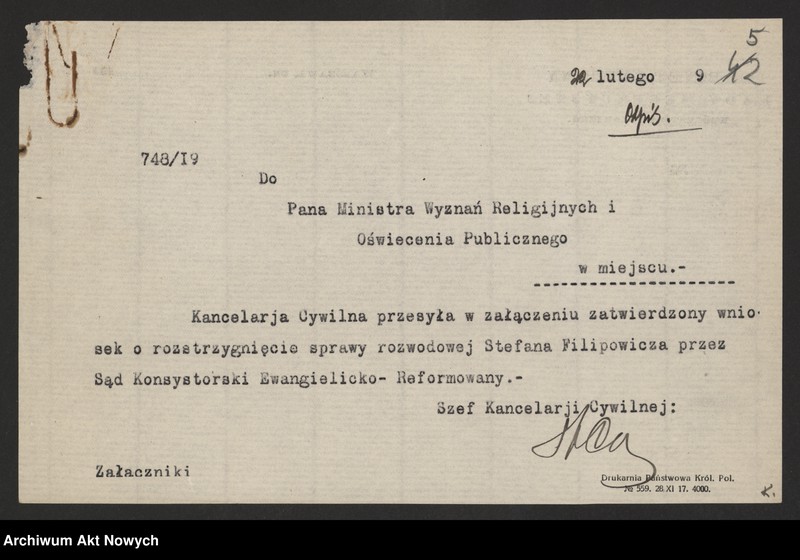 5
42
22 lutego 9
Odpis.
748/I9
Do
Pana Ministra Wyznań Religijnych i
Oświecenia Publicznego
w miejscu.-
Kancelarja Cywilna przesyła w załączeniu zatwierdzony wnio-
sek o rozstrzygnięcie sprawy rozwodowej Stefana Filipowicza przez
Sąd Konsystorski Ewangielicko- Reformowany.-
Szef Kancelarji Cywilnej:
Załaczniki
Drukarnia Państwowa Król. Pol.
№ 559. 28. XI 17. 4000.
K.
Archiwum Akt Nowych